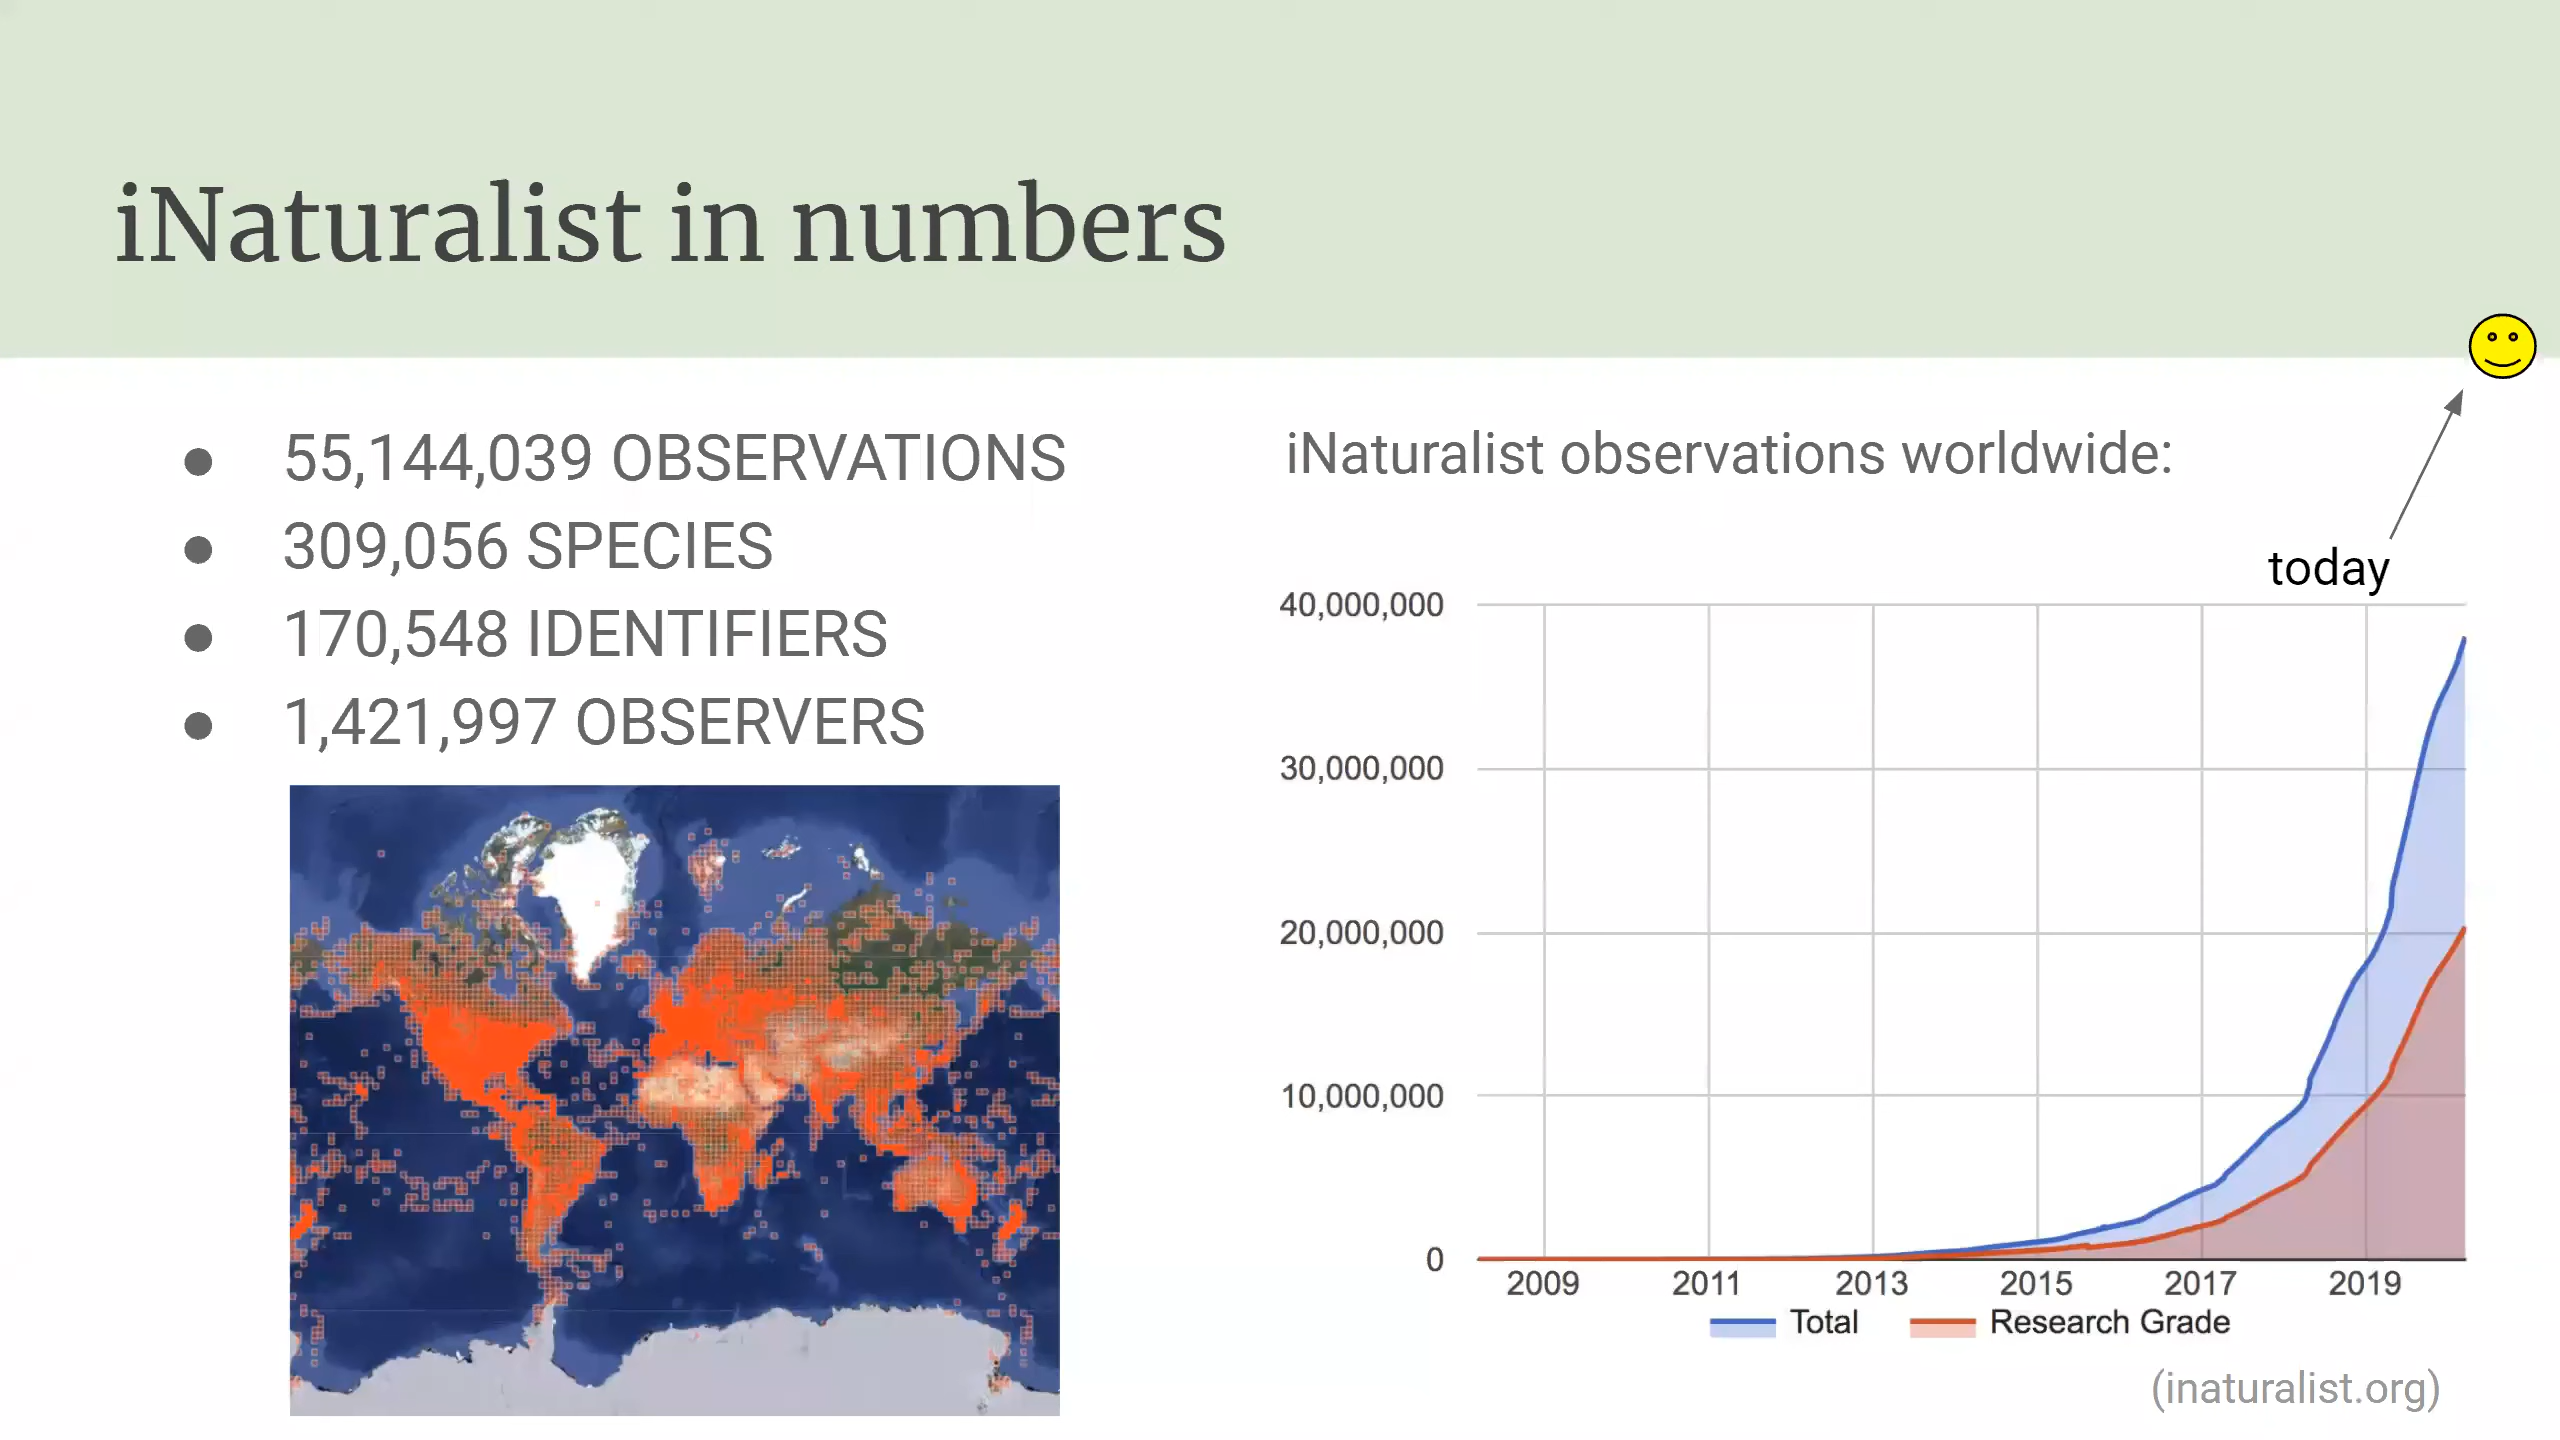 iNaturalist in numbers
● 55,144,039 OBSERVATIONS
● 309,056 SPECIES
● 170,548 IDENTIFIERS
● 1,421,997 OBSERVERS
iNaturalist observations worldwide:
today
40,000,000
30,000,000
20,000,000
10,000,000
0
2009 2011 2013 2015 2017 2019
Total Research Grade
(inaturalist.org)